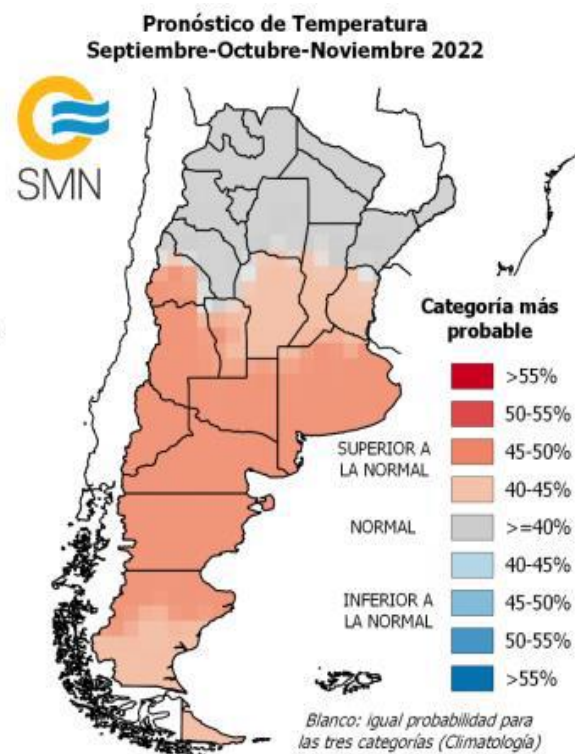 Pronóstico de Temperatura
Septiembre-Octubre-Noviembre 2022
SMN
Categoría más
probable
>55%
50-55%
SUPERIOR A
LA NORMAL
45-50%
40-45%
NORMAL
>=40%
40-45%
INFERIOR A
LA NORMAL
45-50%
50-55%
>55%
Blanco: igual probabilidad para
las tres categorías (Climatología)